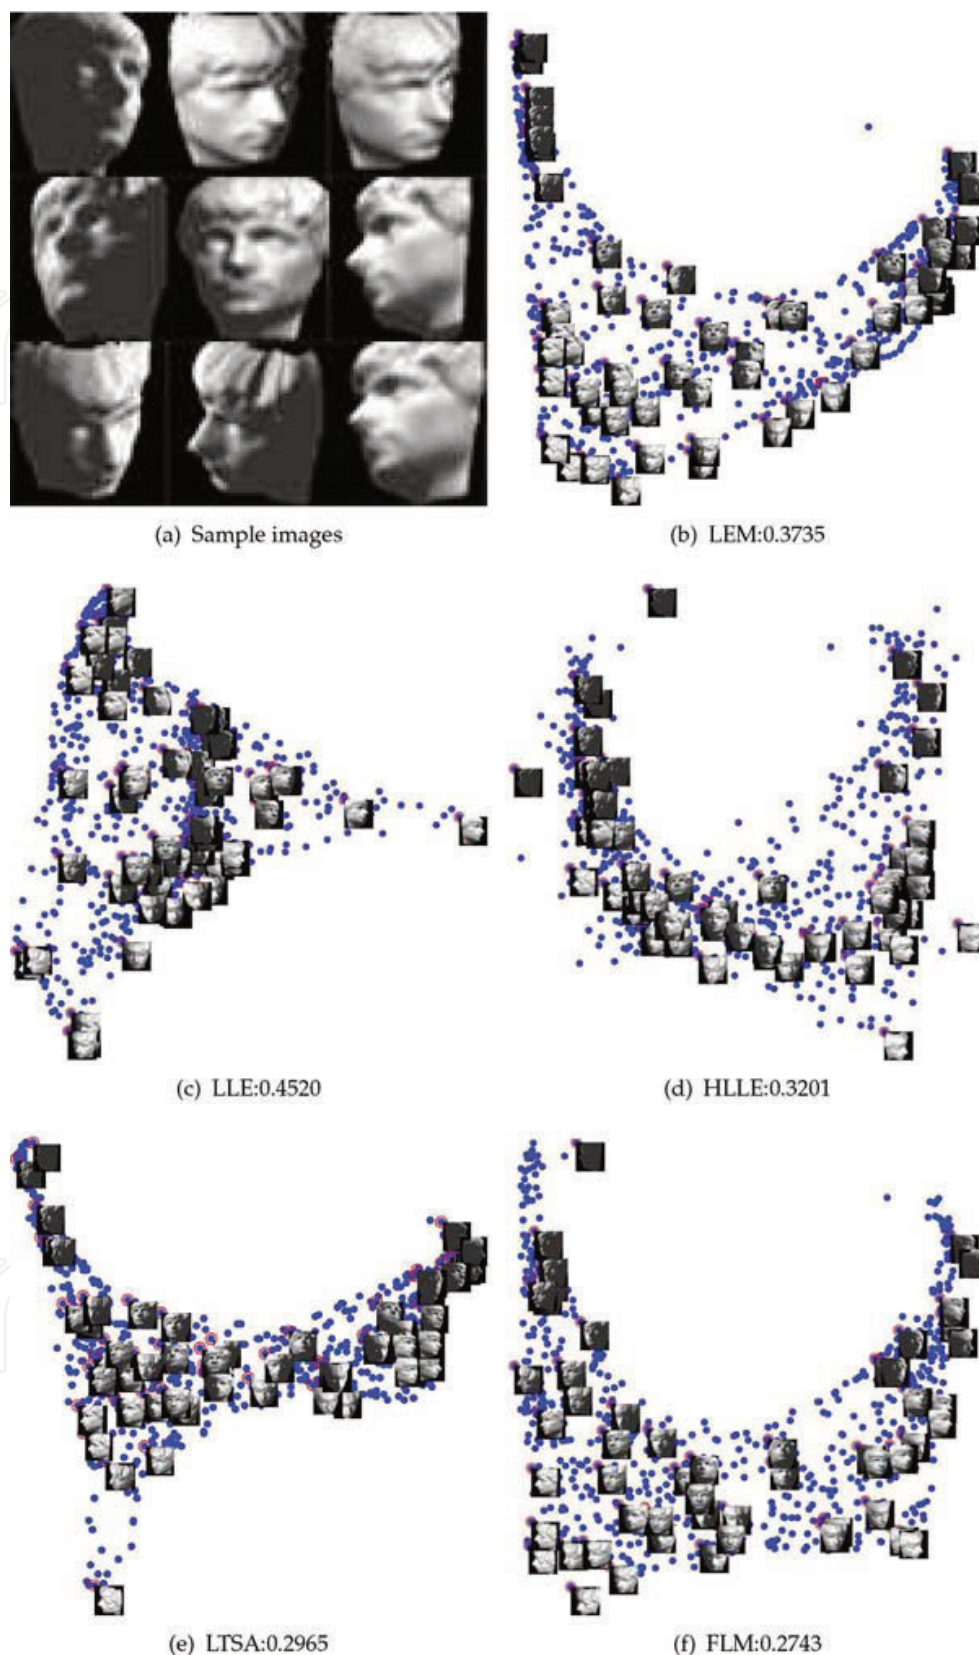 (a) Sample images
(b) LEM:0.3735
(c) LLE:0.4520
(d) HLLE:0.3201
(e) LTSA:0.2965
(f) FLM:0.2743